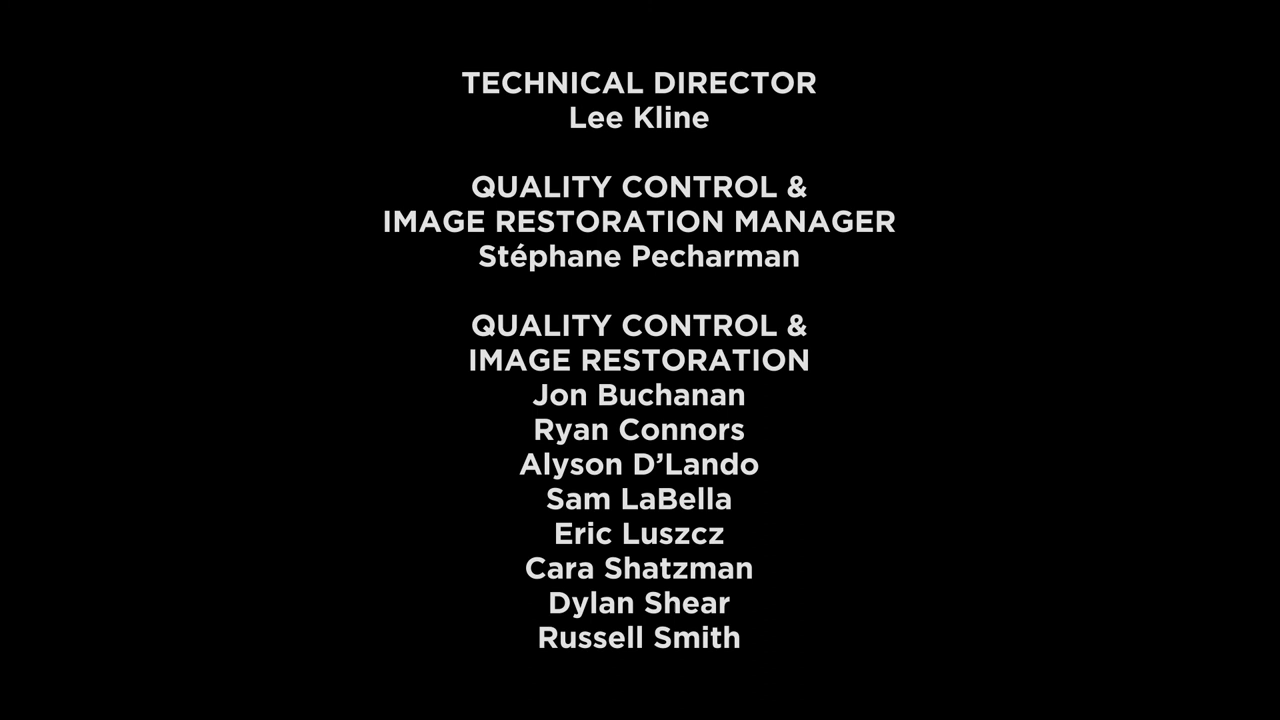 TECHNICAL DIRECTOR
Lee Kline
QUALITY CONTROL &
IMAGE RESTORATION MANAGER
Stéphane Pecharman
QUALITY CONTROL &
IMAGE RESTORATION
Jon Buchanan
Ryan Connors
Alyson D’Lando
Sam LaBella
Eric Luszcz
Cara Shatzman
Dylan Shear
Russell Smith